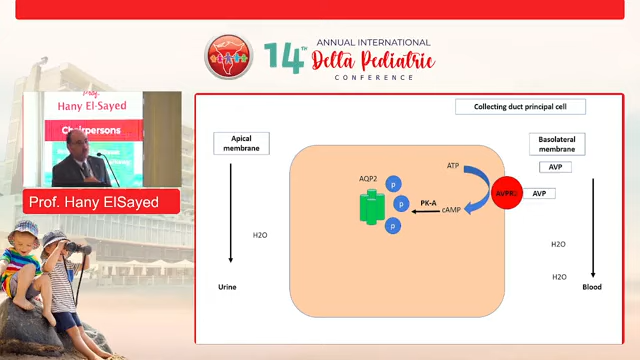 14TH
ANNUAL INTERNATIONAL
Delta Pediatric
CONFERENCE
Prof.
Hany El-Sayed
Chairpersons
Prof. Hany ElSayed
Collecting duct principal cell
Apical
membrane
Basolateral
membrane
AVP
AQP2
ATP
p
p
p
PK-A
cAMP
AVPR2
AVP
H2O
H2O
H2O
Urine
Blood